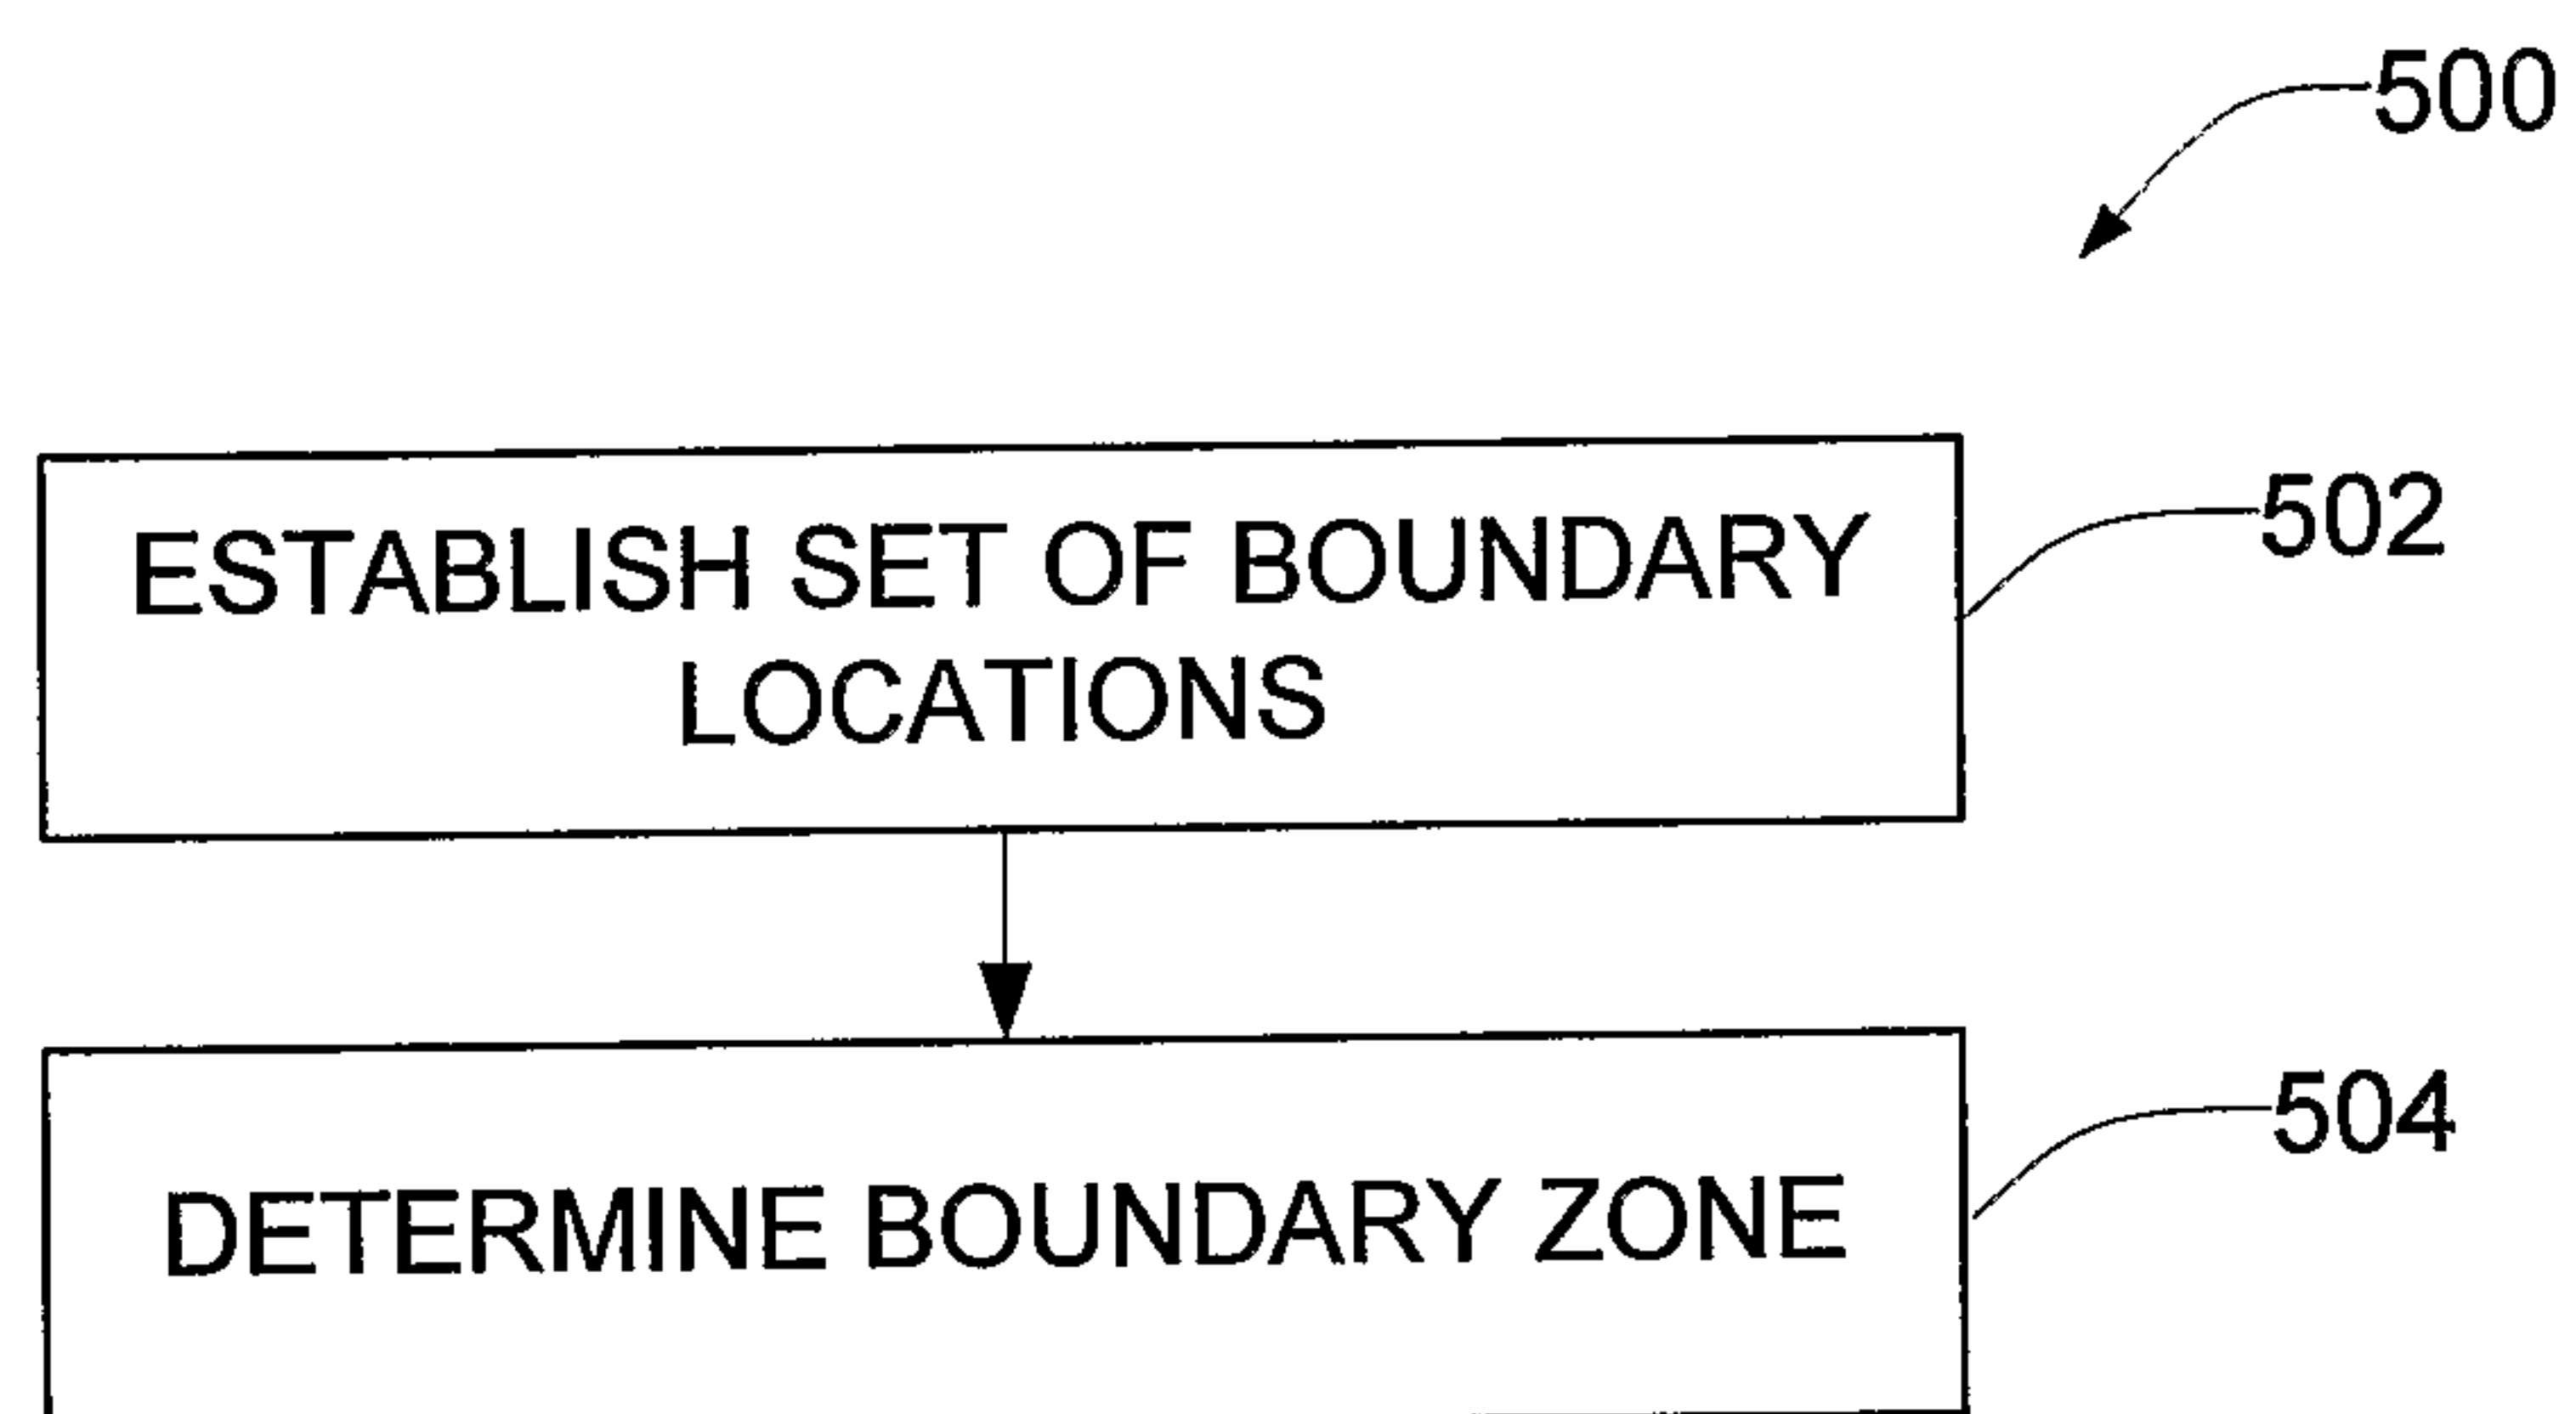 500
ESTABLISH SET OF BOUNDARY
LOCATIONS
502
DETERMINE BOUNDARY ZONE
504